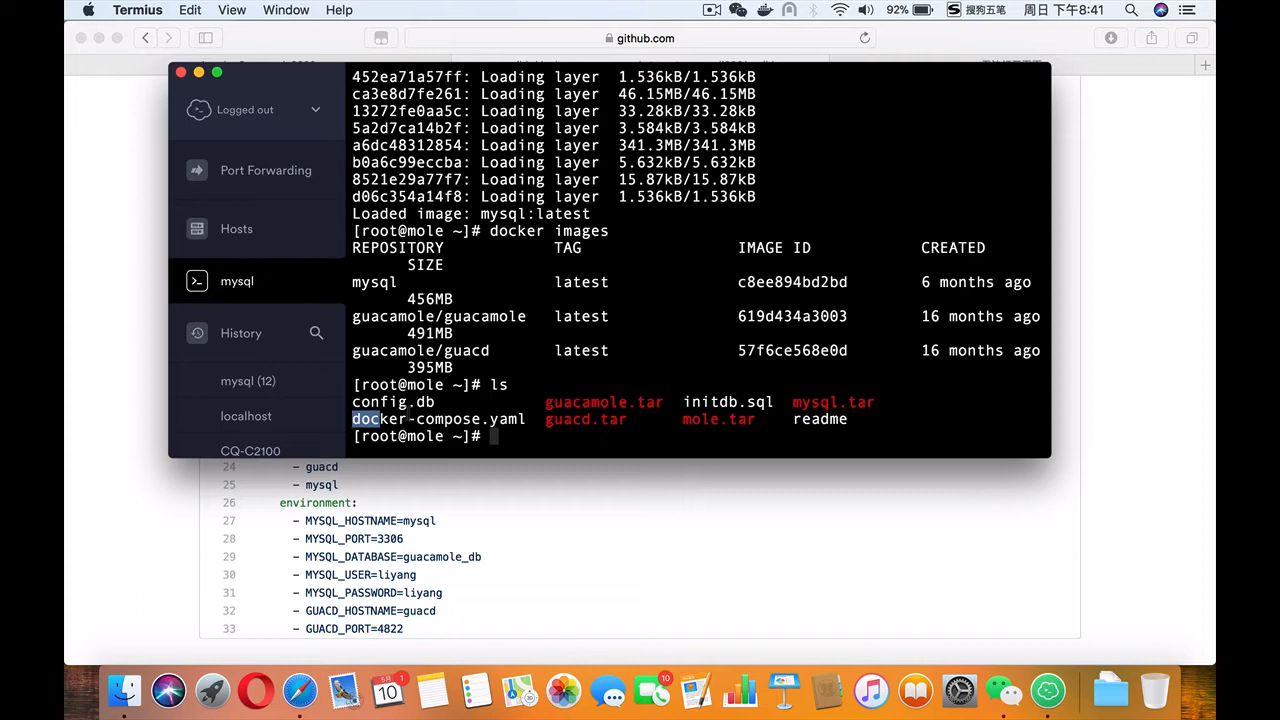 Termius Edit View Window Help 92% S 搜狗五笔 周日 下午8:41
github.com
Logged out
Port Forwarding
Hosts
mysql
History
mysql (12)
localhost
CQ-C2100
452ea71a57ff: Loading layer 1.536kB/1.536kB
ca3e8d7fe261: Loading layer 46.15MB/46.15MB
13272fe0aa5c: Loading layer 33.28kB/33.28kB
5a2d7ca14b2f: Loading layer 3.584kB/3.584kB
a6dc48312854: Loading layer 341.3MB/341.3MB
b0a6c99eccba: Loading layer 5.632kB/5.632kB
8521e29a77f7: Loading layer 15.87kB/15.87kB
d06c354a14f8: Loading layer 1.536kB/1.536kB
Loaded image: mysql:latest
[root@mole ~]# docker images
REPOSITORY TAG IMAGE ID CREATED
SIZE
mysql latest c8ee894bd2bd 6 months ago
456MB
guacamole/guacamole latest 619d434a3003 16 months ago
491MB
guacamole/guacd latest 57f6ce568e0d 16 months ago
395MB
[root@mole ~]# ls
config.db guacamole.tar initdb.sql mysql.tar
docker-compose.yaml guacd.tar mole.tar readme
[root@mole ~]#
24 - guacd
25 - mysql
26 environment:
27 - MYSQL_HOSTNAME=mysql
28 - MYSQL_PORT=3306
29 - MYSQL_DATABASE=guacamole_db
30 - MYSQL_USER=liyang
31 - MYSQL_PASSWORD=liyang
32 - GUACD_HOSTNAME=guacd
33 - GUACD_PORT=4822
5月 1
10
10